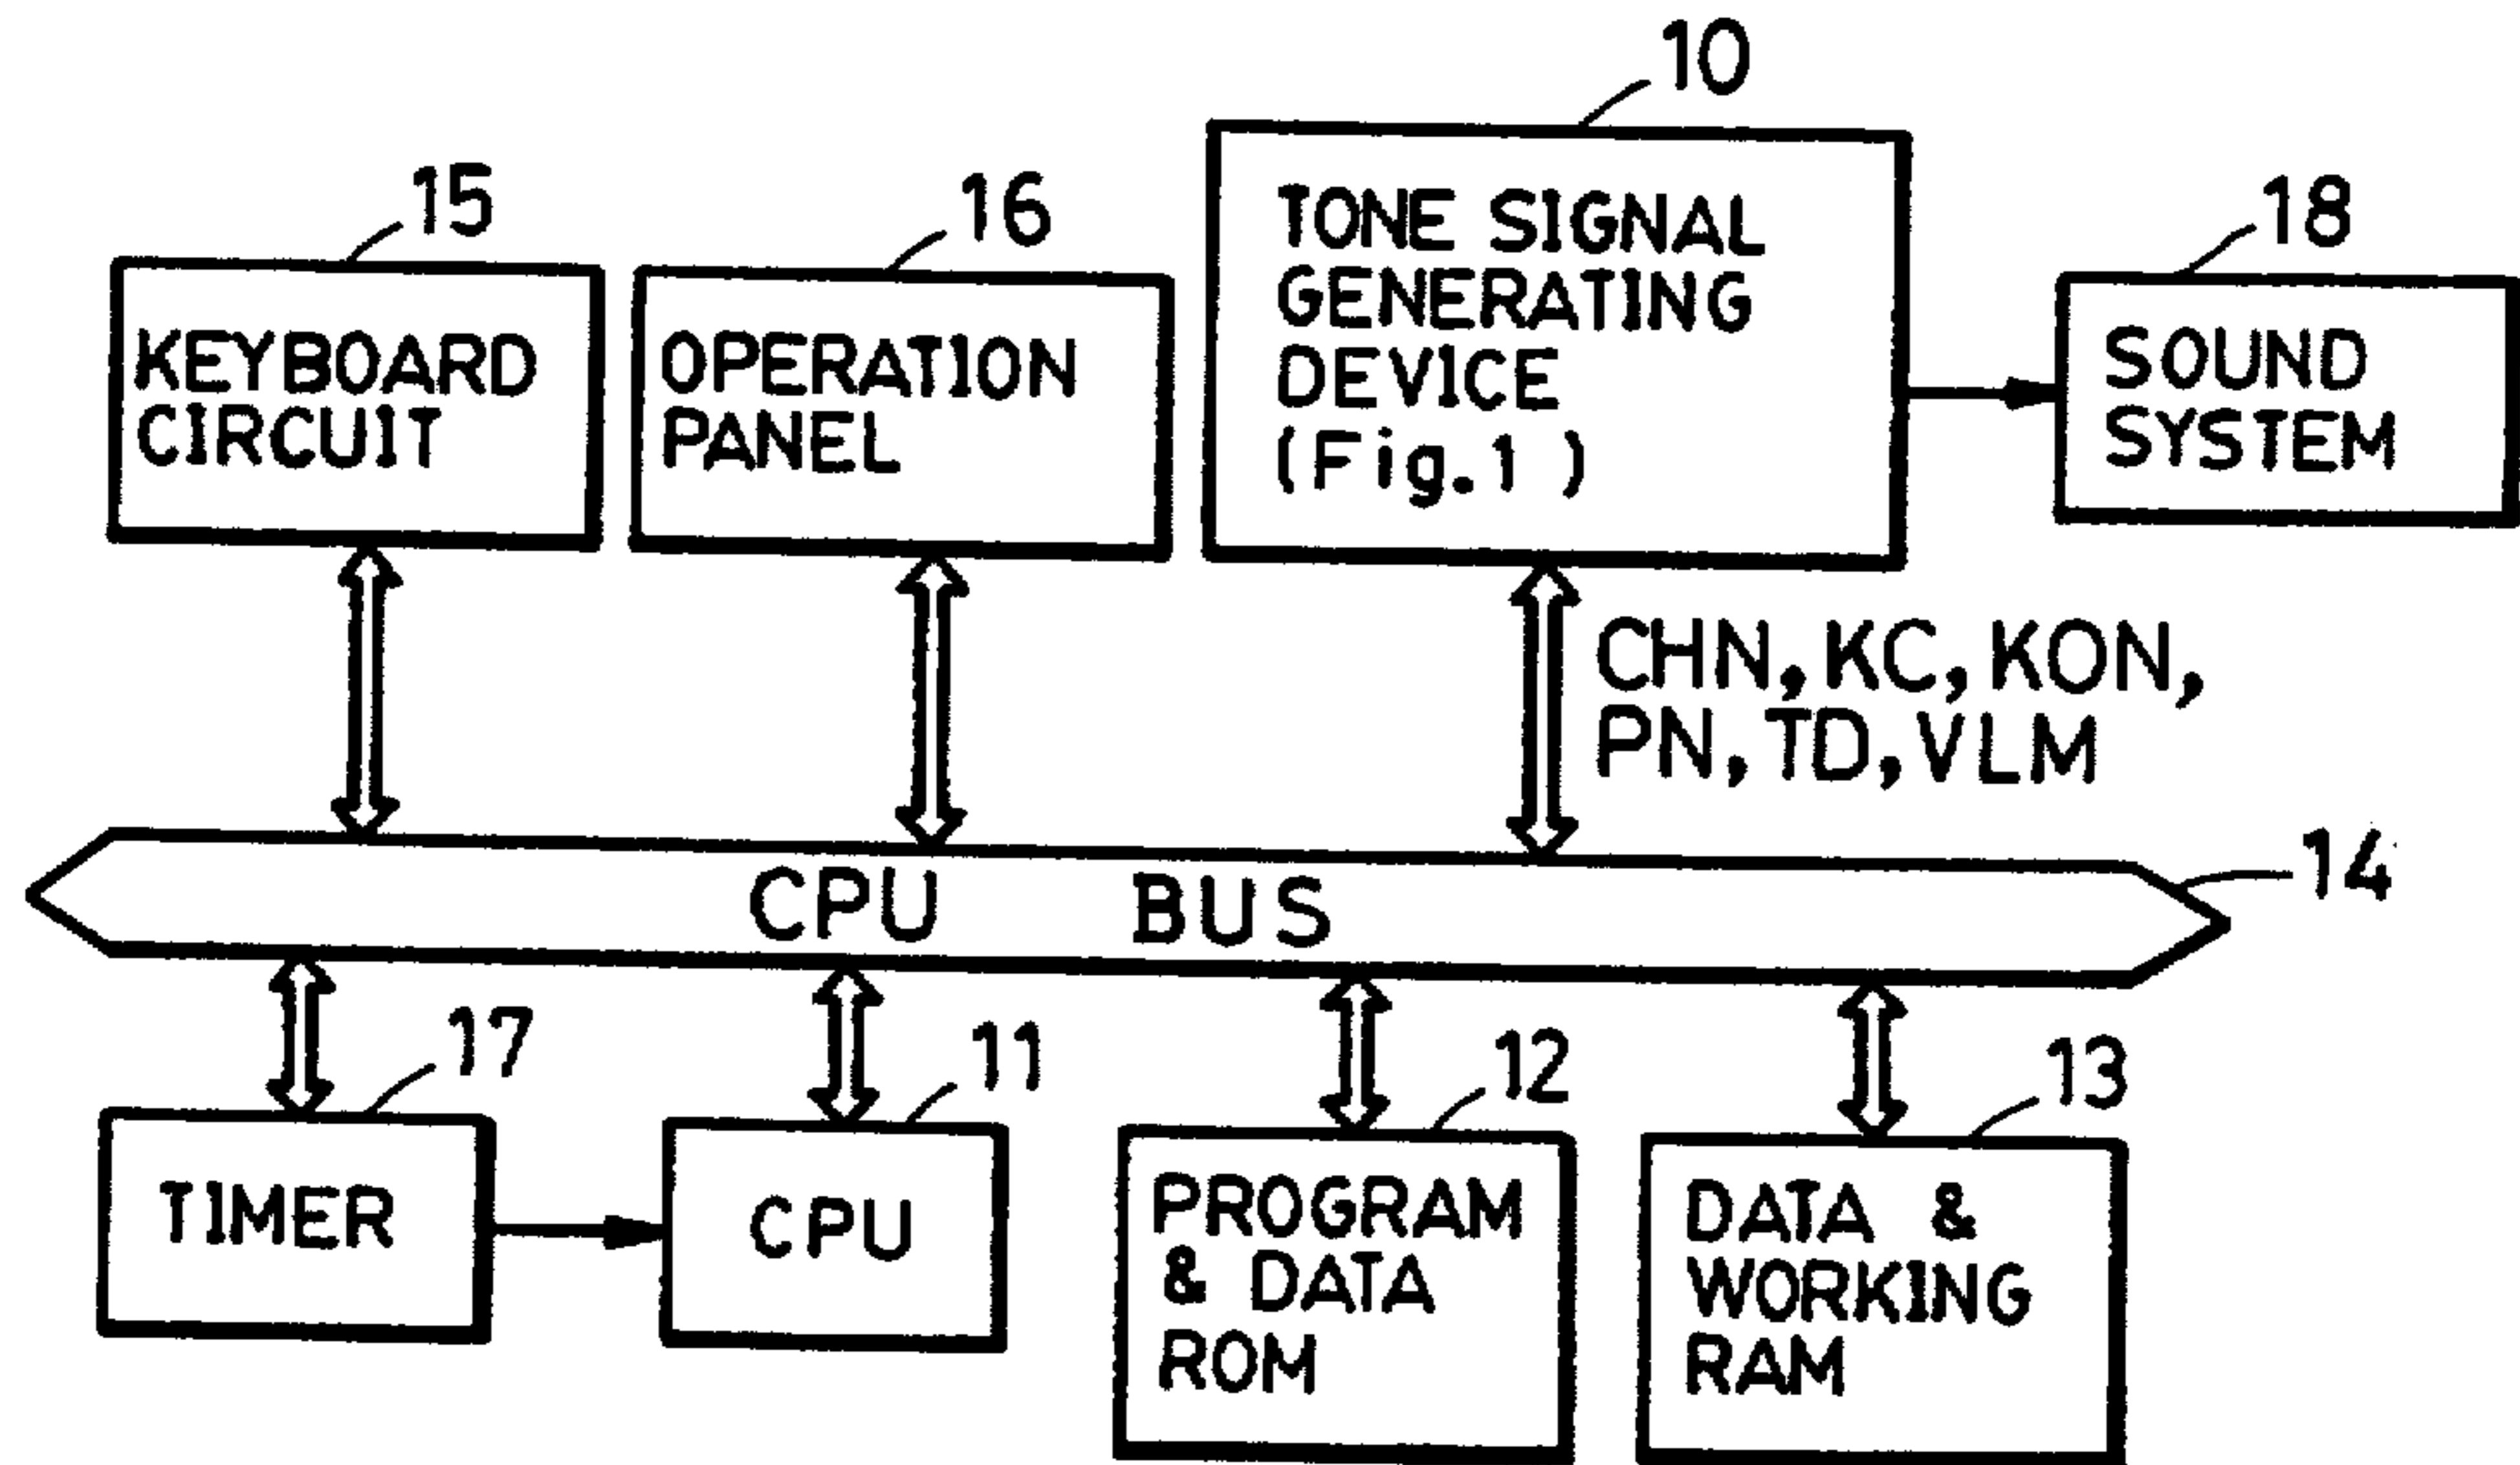 10
15
16
18
TONE SIGNAL
GENERATING
DEVICE
(Fig.1 )
KEYBOARD
CIRCUIT
OPERATION
PANEL
SOUND
SYSTEM
CHN, KC, KON,
PN, TD, VLM
CPU BUS
14
17
11
12
13
TIMER
CPU
PROGRAM
& DATA
ROM
DATA &
WORKING
RAM